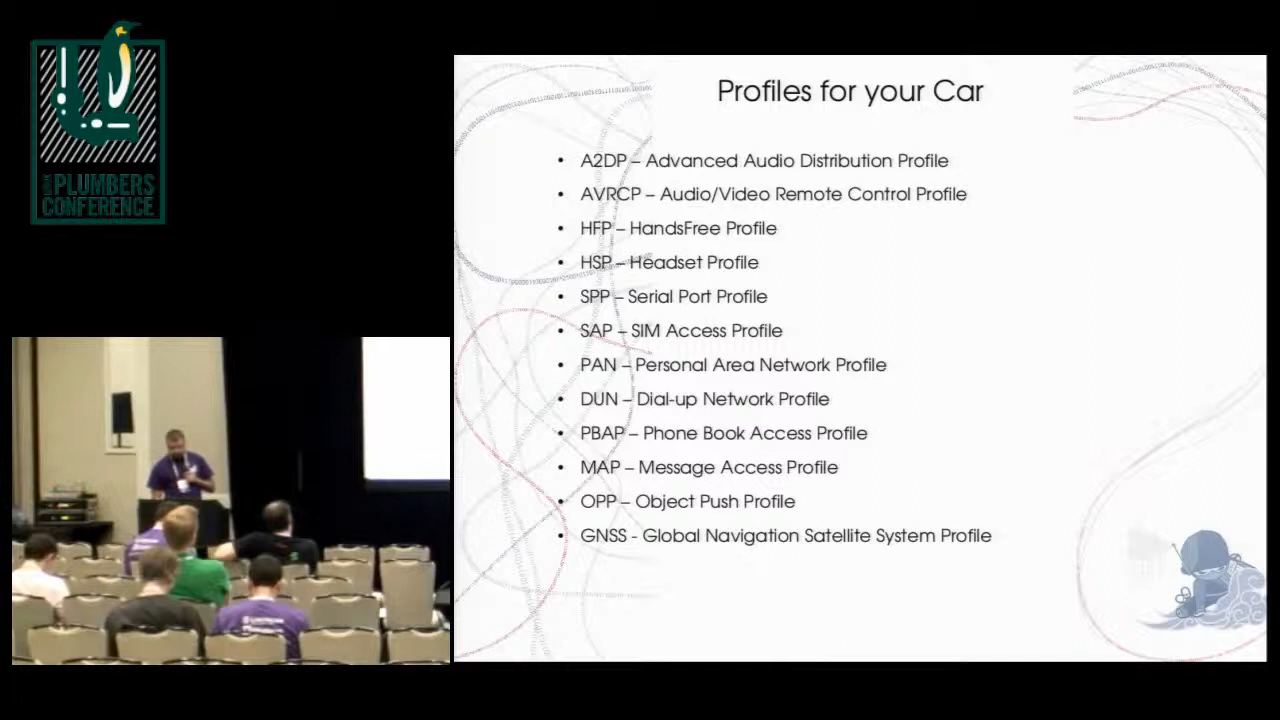 PLUMBERS
CONFERENCE
Profiles for your Car
• A2DP – Advanced Audio Distribution Profile
• AVRCP – Audio/Video Remote Control Profile
• HFP – HandsFree Profile
• HSP – Headset Profile
• SPP – Serial Port Profile
• SAP – SIM Access Profile
• PAN – Personal Area Network Profile
• DUN – Dial-up Network Profile
• PBAP – Phone Book Access Profile
• MAP – Message Access Profile
• OPP – Object Push Profile
• GNSS - Global Navigation Satellite System Profile